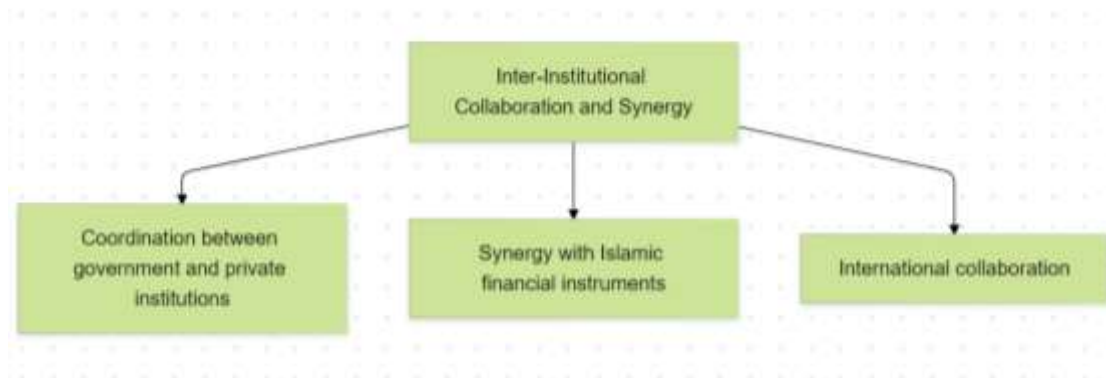 Inter-Institutional
Collaboration and Synergy
Coordination between
government and private
institutions
Synergy with Islamic
financial instruments
International collaboration